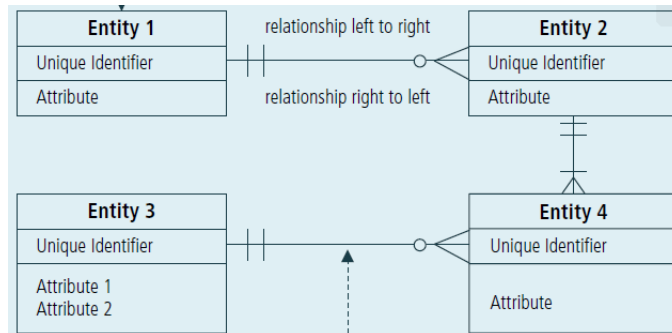 Entity 1
Unique Identifier
Attribute
relationship left to right
relationship right to left
Entity 2
Unique Identifier
Attribute
Entity 3
Unique Identifier
Attribute 1
Attribute 2
Entity 4
Unique Identifier
Attribute